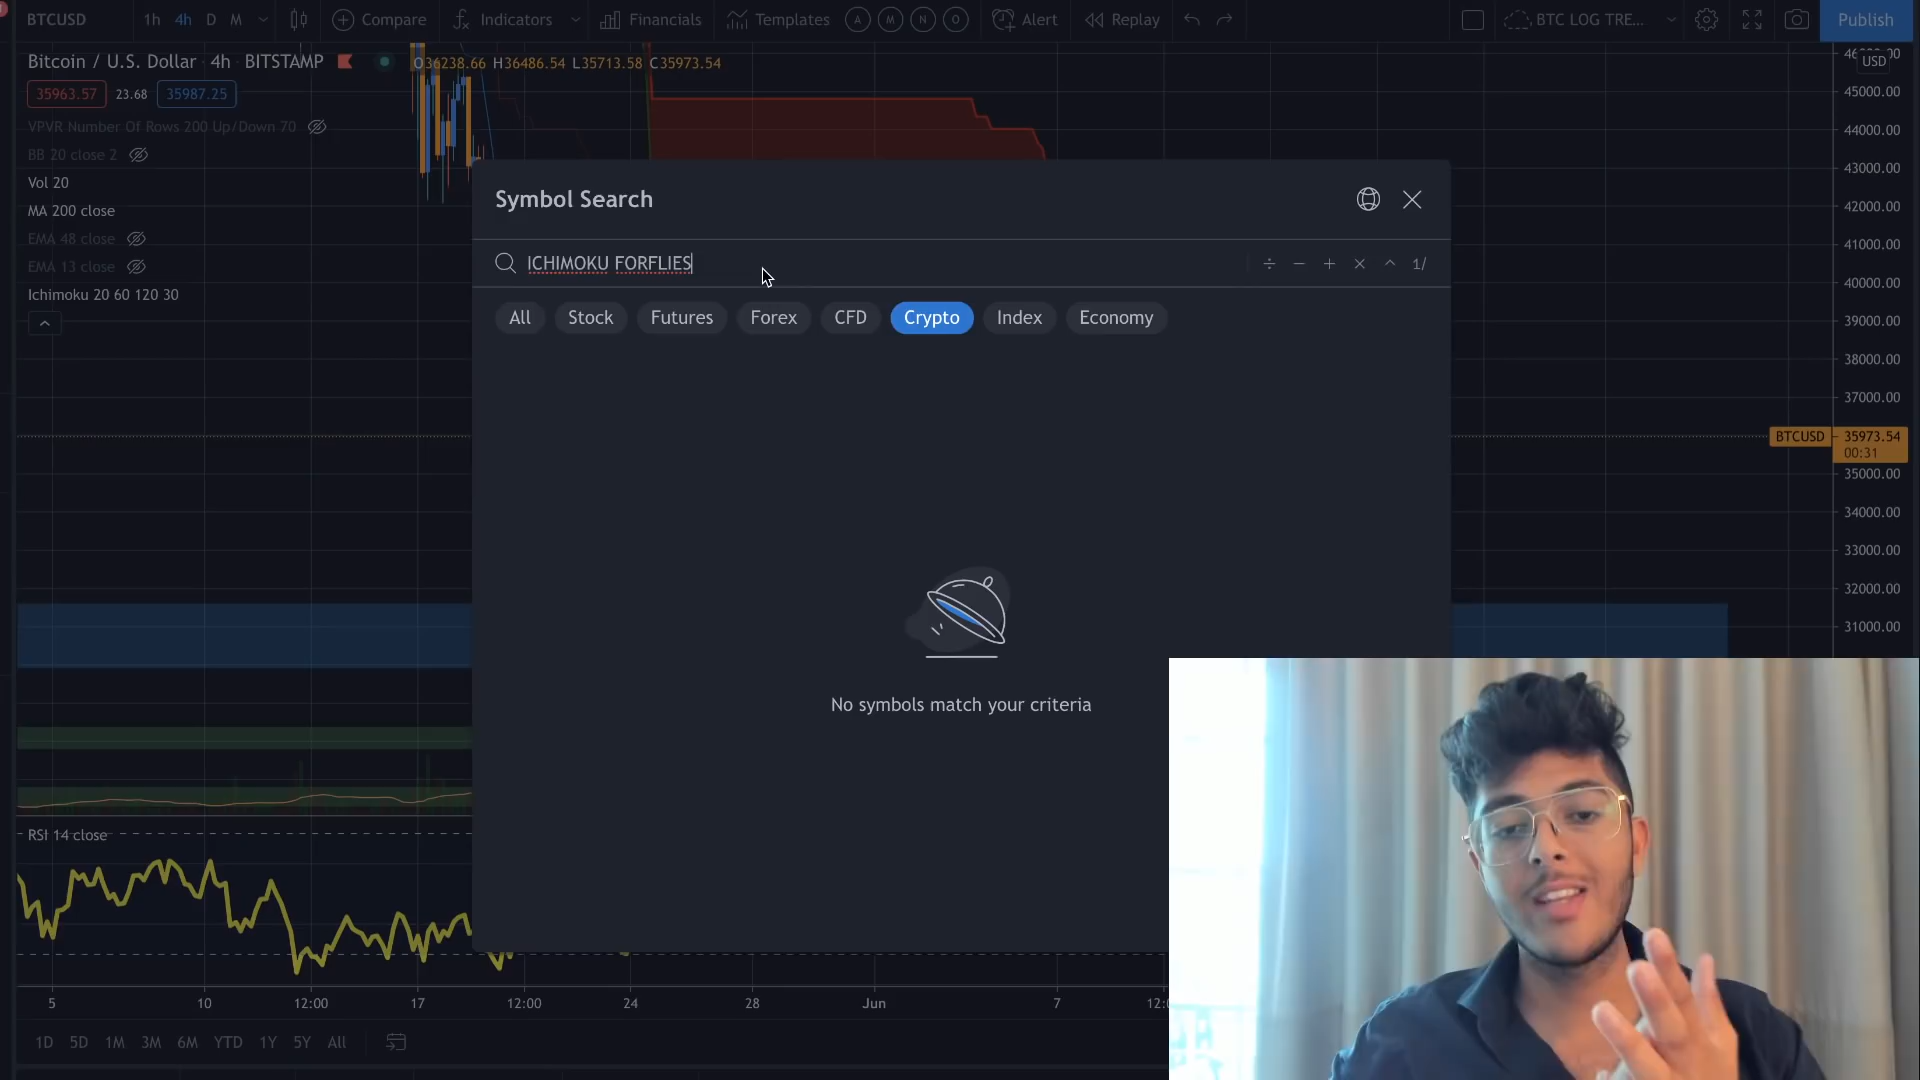 BTCUSD 1h 4h D M Compare Indicators Financials Templates A M N O Alert Replay BTC LOG TRE... Publish
Bitcoin / U.S. Dollar 4h BITSTAMP O36238.66 H36486.54 L35713.58 C35973.54
USD
35963.57 23.68 35987.25
45000.00
VPVR Number Of Rows 200 Up/Down 70
44000.00
BB 20 close 2
43000.00
Vol 20
Symbol Search
42000.00
MA 200 close
41000.00
EMA 48 close
ICHIMOKU FORFLIES
÷ − + × ^ 1/
EMA 13 close
40000.00
Ichimoku 20 60 120 30
All Stock Futures Forex CFD Crypto Index Economy
39000.00
38000.00
37000.00
BTCUSD 35973.54
00:31
35000.00
34000.00
33000.00
32000.00
31000.00
No symbols match your criteria
RSI 14 close
5 10 12:00 17 12:00 24 28 Jun 7
1D 5D 1M 3M 6M YTD 1Y 5Y All